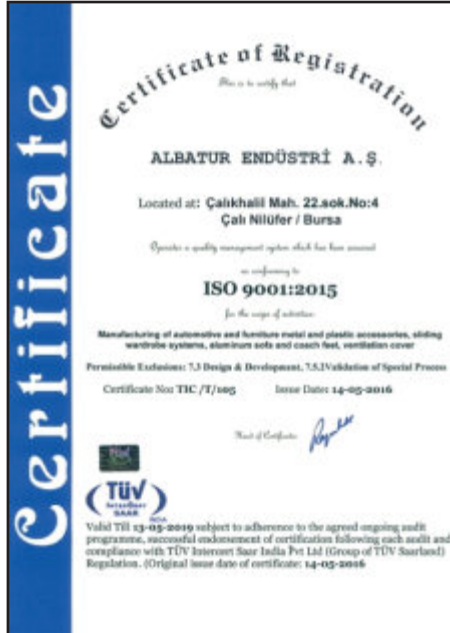 Certificate
Certificate of Registration
This is to certify that
ALBATUR ENDÜSTRİ A.Ş.
Located at: Çalıkhalil Mah. 22.sok.No:4
Çalı Nilüfer / Bursa
Operates a quality management system which has been assessed
as conforming to
ISO 9001:2015
for the scope of activities
Manufacturing of automotive and furniture metal and plastic accessories, sliding
wardrobe systems, aluminum sofa and coach feet, ventilation cover
Permissible Exclusions: 7.3 Design & Development, 7.5.2Validation of Special Process
Certificate No: TIC /T/105 Issue Date: 14-05-2016
Head of Certification
TÜV
Intercert
SAAR
INDIA
Valid Till 13-05-2019 subject to adherence to the agreed ongoing audit
programme, successful endorsement of certification following each audit and
compliance with TÜV Intercert Saar India Pvt Ltd (Group of TÜV Saarland)
Regulation. (Original issue date of certificate: 14-05-2016